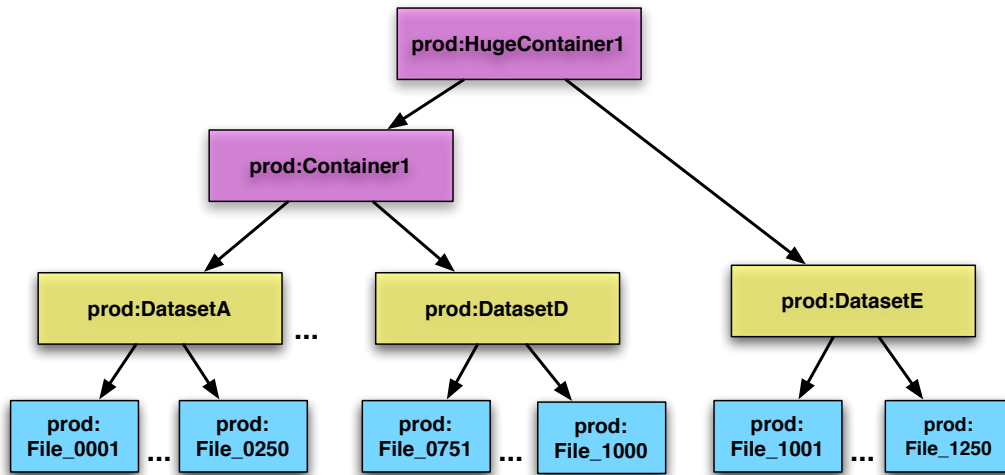 prod:HugeContainer1
prod:Container1
prod:DatasetA
...
prod:DatasetD
prod:DatasetE
prod:
File_0001
...
prod:
File_0250
prod:
File_0751
...
prod:
File_1000
prod:
File_1001
...
prod:
File_1250